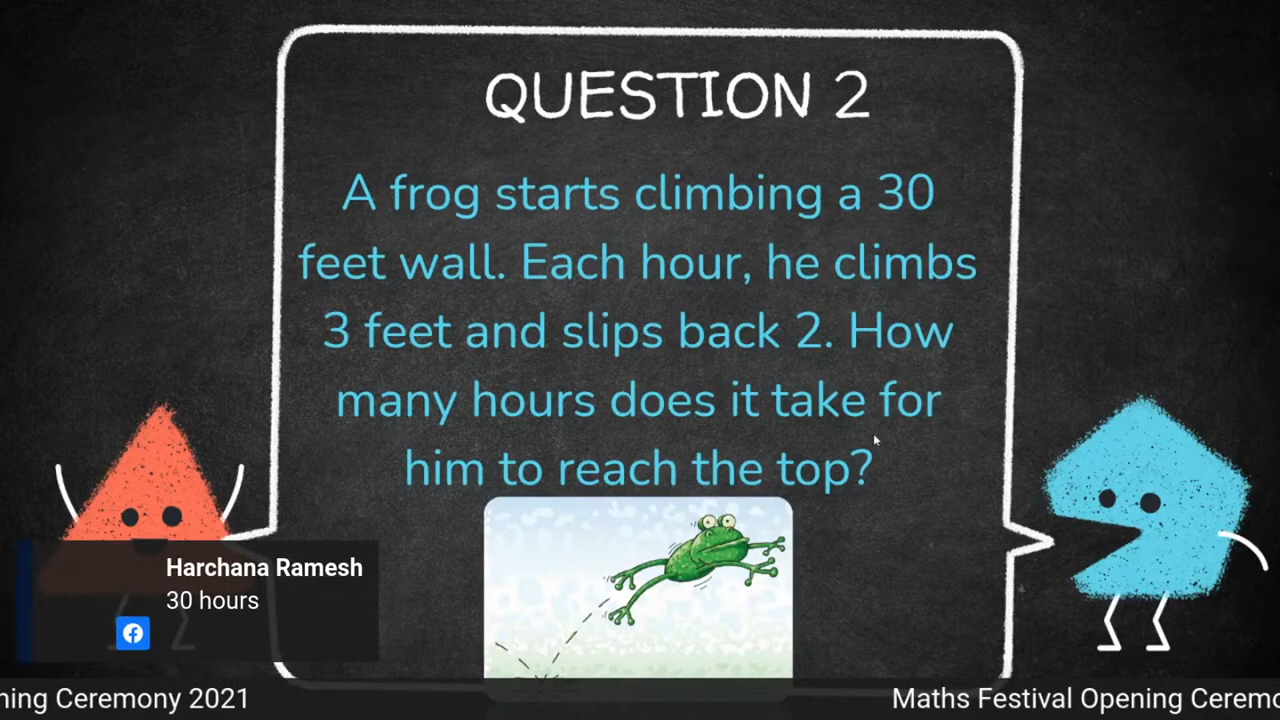 QUESTION 2
A frog starts climbing a 30
feet wall. Each hour, he climbs
3 feet and slips back 2. How
many hours does it take for
him to reach the top?
Harchana Ramesh
30 hours
ning Ceremony 2021
Maths Festival Opening Ceremo